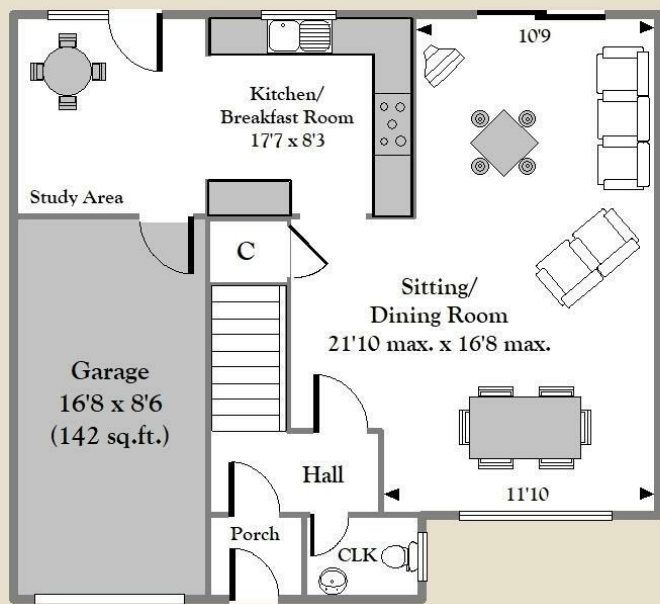 10'9
Kitchen/
Breakfast Room
17'7 x 8'3
Study Area
C
Sitting/
Dining Room
21'10 max. x 16'8 max.
Garage
16'8 x 8'6
(142 sq.ft.)
Hall
11'10
Porch
CLK